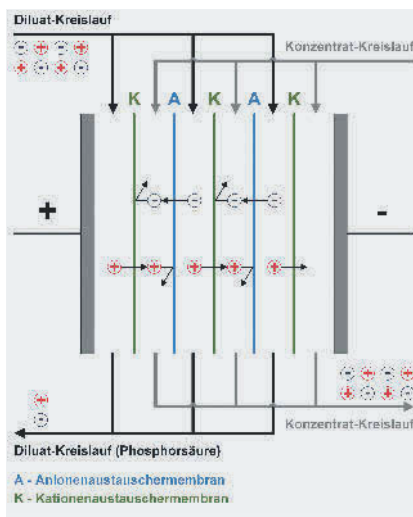 Diluat-Kreislauf
Konzentrat-Kreislauf
K A K A K
+
-
Konzentrat-Kreislauf
Diluat-Kreislauf (Phosphorsäure)
A - Anionenaustauschermembran
K - Kationenaustauschermembran